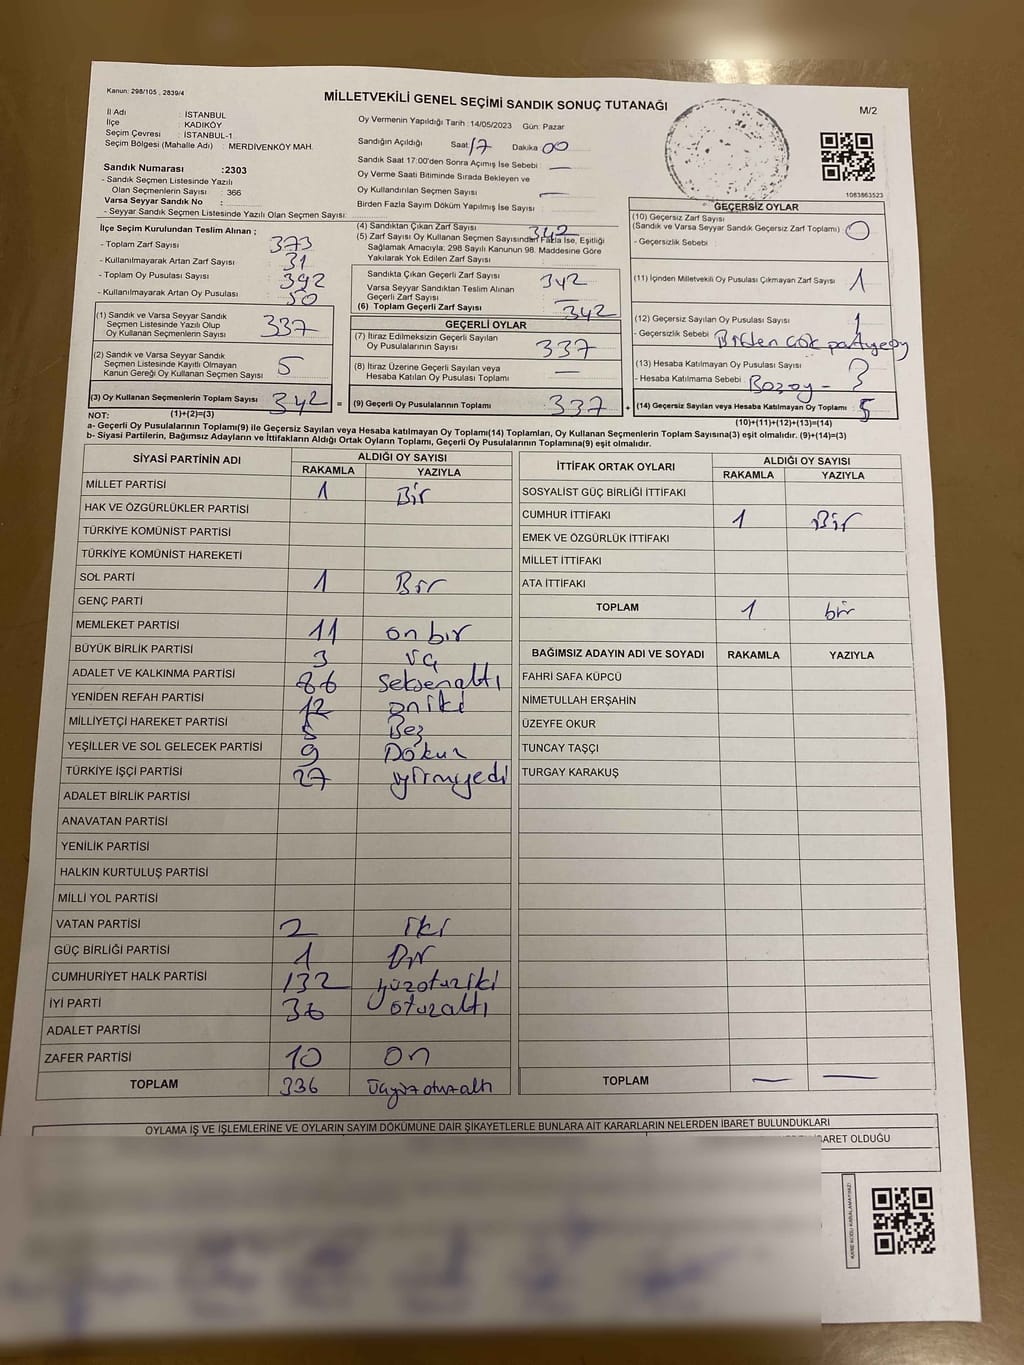 Kanun: 298/105 , 2839/4
MİLLETVEKİLİ GENEL SEÇİMİ SANDIK SONUÇ TUTANAĞI
M/2
İl Adı : İSTANBUL
İlçe : KADIKÖY
Seçim Çevresi : İSTANBUL-1
Seçim Bölgesi (Mahalle Adı) : MERDİVENKÖY MAH.
Sandık Numarası :2303
- Sandık Seçmen Listesinde Yazılı
Olan Seçmenlerin Sayısı : 366
Varsa Seyyar Sandık No :
- Seyyar Sandık Seçmen Listesinde Yazılı Olan Seçmen Sayısı:
Oy Vermenin Yapıldığı Tarih :14/05/2023 Gün: Pazar
Sandığın Açıldığı Saat 17 Dakika 00
Sandık Saat 17:00'den Sonra Açılmış İse Sebebi : —
Oy Verme Saati Bitiminde Sırada Bekleyen ve
Oy Kullandırılan Seçmen Sayısı : —
Birden Fazla Sayım Döküm Yapılmış İse Sayısı :
1083863523
İlçe Seçim Kurulundan Teslim Alınan ;
- Toplam Zarf Sayısı : 373
- Kullanılmayarak Artan Zarf Sayısı : 31
- Toplam Oy Pusulası Sayısı : 392
- Kullanılmayarak Artan Oy Pusulası : 50
(1) Sandık ve Varsa Seyyar Sandık
Seçmen Listesinde Yazılı Olup
Oy Kullanan Seçmenlerin Sayısı : 337
(2) Sandık ve Varsa Seyyar Sandık
Seçmen Listesinde Kayıtlı Olmayan
Kanun Gereği Oy Kullanan Seçmen Sayısı : 5
(3) Oy Kullanan Seçmenlerin Toplam Sayısı : 342 =
(4) Sandıktan Çıkan Zarf Sayısı : 342
(5) Zarf Sayısı Oy Kullanan Seçmen Sayısından Fazla İse, Eşitliği
Sağlamak Amacıyla: 298 Sayılı Kanunun 98. Maddesine Göre
Yakılarak Yok Edilen Zarf Sayısı :
Sandıkta Çıkan Geçerli Zarf Sayısı : 342
Varsa Seyyar Sandıktan Teslim Alınan
Geçerli Zarf Sayısı : —
(6) Toplam Geçerli Zarf Sayısı : 342
GEÇERLİ OYLAR
(7) İtiraz Edilmeksizin Geçerli Sayılan
Oy Pusulalarının Sayısı : 337
(8) İtiraz Üzerine Geçerli Sayılan veya
Hesaba Katılan Oy Pusulası Toplamı : —
(9) Geçerli Oy Pusulalarının Toplamı : 337 +
GEÇERSİZ OYLAR
(10) Geçersiz Zarf Sayısı
(Sandık ve Varsa Seyyar Sandık Geçersiz Zarf Toplamı) : 0
- Geçersizlik Sebebi :
(11) İçinden Milletvekili Oy Pusulası Çıkmayan Zarf Sayısı : 1
(12) Geçersiz Sayılan Oy Pusulası Sayısı : 1
- Geçersizlik Sebebi : Birden çok partiye oy
(13) Hesaba Katılmayan Oy Pusulası Sayısı : 3
- Hesaba Katılmama Sebebi :
(14) Geçersiz Sayılan veya Hesaba Katılmayan Oy Toplamı : 5
NOT: (1)+(2)=(3)
(10)+(11)+(12)+(13)=(14)
a- Geçerli Oy Pusulaları Toplamı(9) ile Geçersiz Sayılan veya Hesaba katılmayan Oy Toplamı(14) Toplamları, Oy Kullanan Seçmenlerin Toplam Sayısına(3) eşit olmalıdır. (9)+(14)=(3)
b- Siyasi Partilerin, Bağımsız Adayların ve İttifakların Aldığı Ortak Oyların Toplamı, Geçerli Oy Pusulalarının Toplamına(9) eşit olmalıdır.
SİYASİ PARTİNİN ADI ALDIĞI OY SAYISI
RAKAMLA YAZIYLA
MİLLET PARTİSİ 1 Bir
HAK VE ÖZGÜRLÜKLER PARTİSİ
TÜRKİYE KOMÜNİST PARTİSİ
TÜRKİYE KOMÜNİST HAREKETİ
SOL PARTİ 1 Bir
GENÇ PARTİ
MEMLEKET PARTİSİ 11 on bir
BÜYÜK BİRLİK PARTİSİ 3 üç
ADALET VE KALKINMA PARTİSİ 86 seksenaltı
YENİDEN REFAH PARTİSİ 12 oniki
MİLLİYETÇİ HAREKET PARTİSİ 5 Beş
YEŞİLLER VE SOL GELECEK PARTİSİ 9 Dokuz
TÜRKİYE İŞÇİ PARTİSİ 27 yirmiyedi
ADALET BİRLİK PARTİSİ
ANAVATAN PARTİSİ
YENİLİK PARTİSİ
HALKIN KURTULUŞ PARTİSİ
MİLLİ YOL PARTİSİ
VATAN PARTİSİ 2 iki
GÜÇ BİRLİĞİ PARTİSİ 1 Bir
CUMHURİYET HALK PARTİSİ 132 yüzotuziki
İYİ PARTİ 36 otuzaltı
ADALET PARTİSİ
ZAFER PARTİSİ 10 on
TOPLAM 336 üçyüzotuzaltı
İTTİFAK ORTAK OYLARI ALDIĞI OY SAYISI
RAKAMLA YAZIYLA
SOSYALİST GÜÇ BİRLİĞİ İTTİFAKI
CUMHUR İTTİFAKI 1 Bir
EMEK VE ÖZGÜRLÜK İTTİFAKI
MİLLET İTTİFAKI
ATA İTTİFAKI
TOPLAM 1 bir
BAĞIMSIZ ADAYIN ADI VE SOYADI RAKAMLA YAZIYLA
FAHRİ SAFA KÜPCÜ
NİMETULLAH ERŞAHİN
ÜZEYFE OKUR
TUNCAY TAŞÇI
TURGAY KARAKUŞ
TOPLAM — —
OYLAMA İŞ VE İŞLEMLERİNE VE OYLARIN SAYIM DÖKÜMÜNE DAİR ŞİKAYETLERLE BUNLARA AİT KARARLARIN NELERDEN İBARET BULUNDUKLARI
OLDUĞU